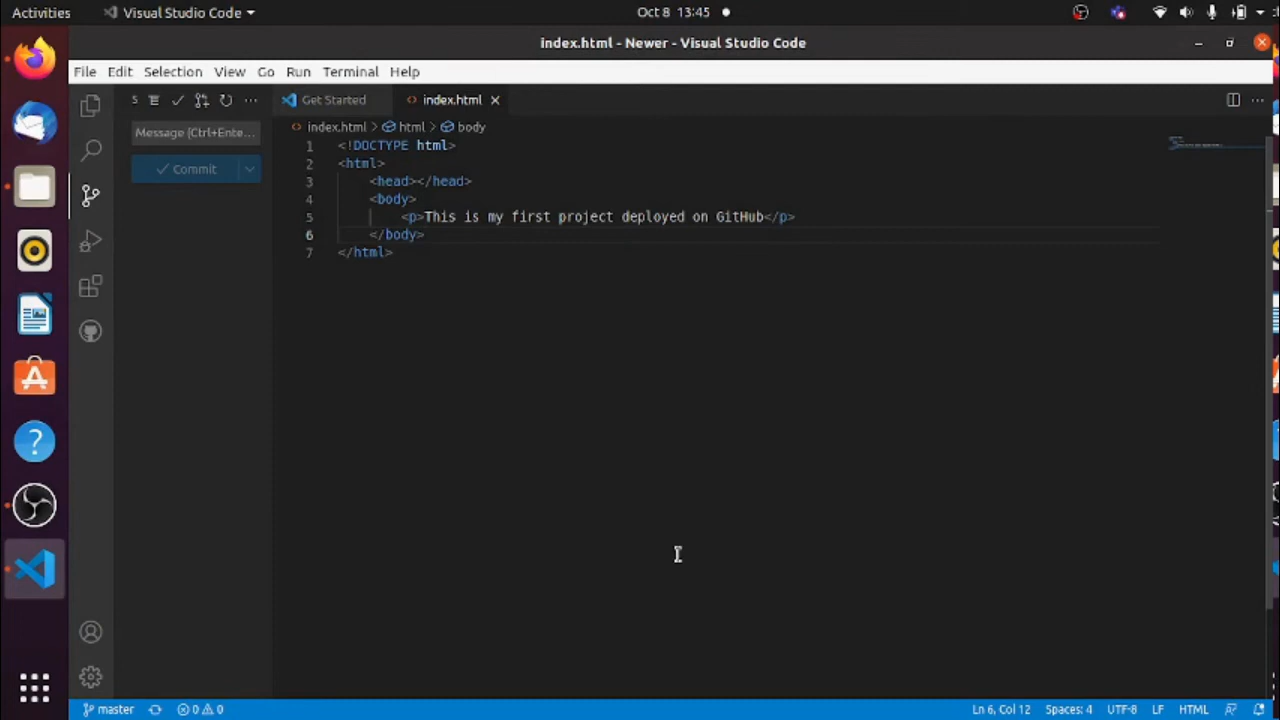 Activities Visual Studio Code Oct 8 13:45
index.html - Newer - Visual Studio Code
File Edit Selection View Go Run Terminal Help
S Get Started index.html
Message (Ctrl+Ente...
index.html > html > body
Commit
1 <!DOCTYPE html>
2 <html>
3 <head></head>
4 <body>
5 <p>This is my first project deployed on GitHub</p>
6 </body>
7 </html>
master 0 0 Ln 6, Col 12 Spaces: 4 UTF-8 LF HTML